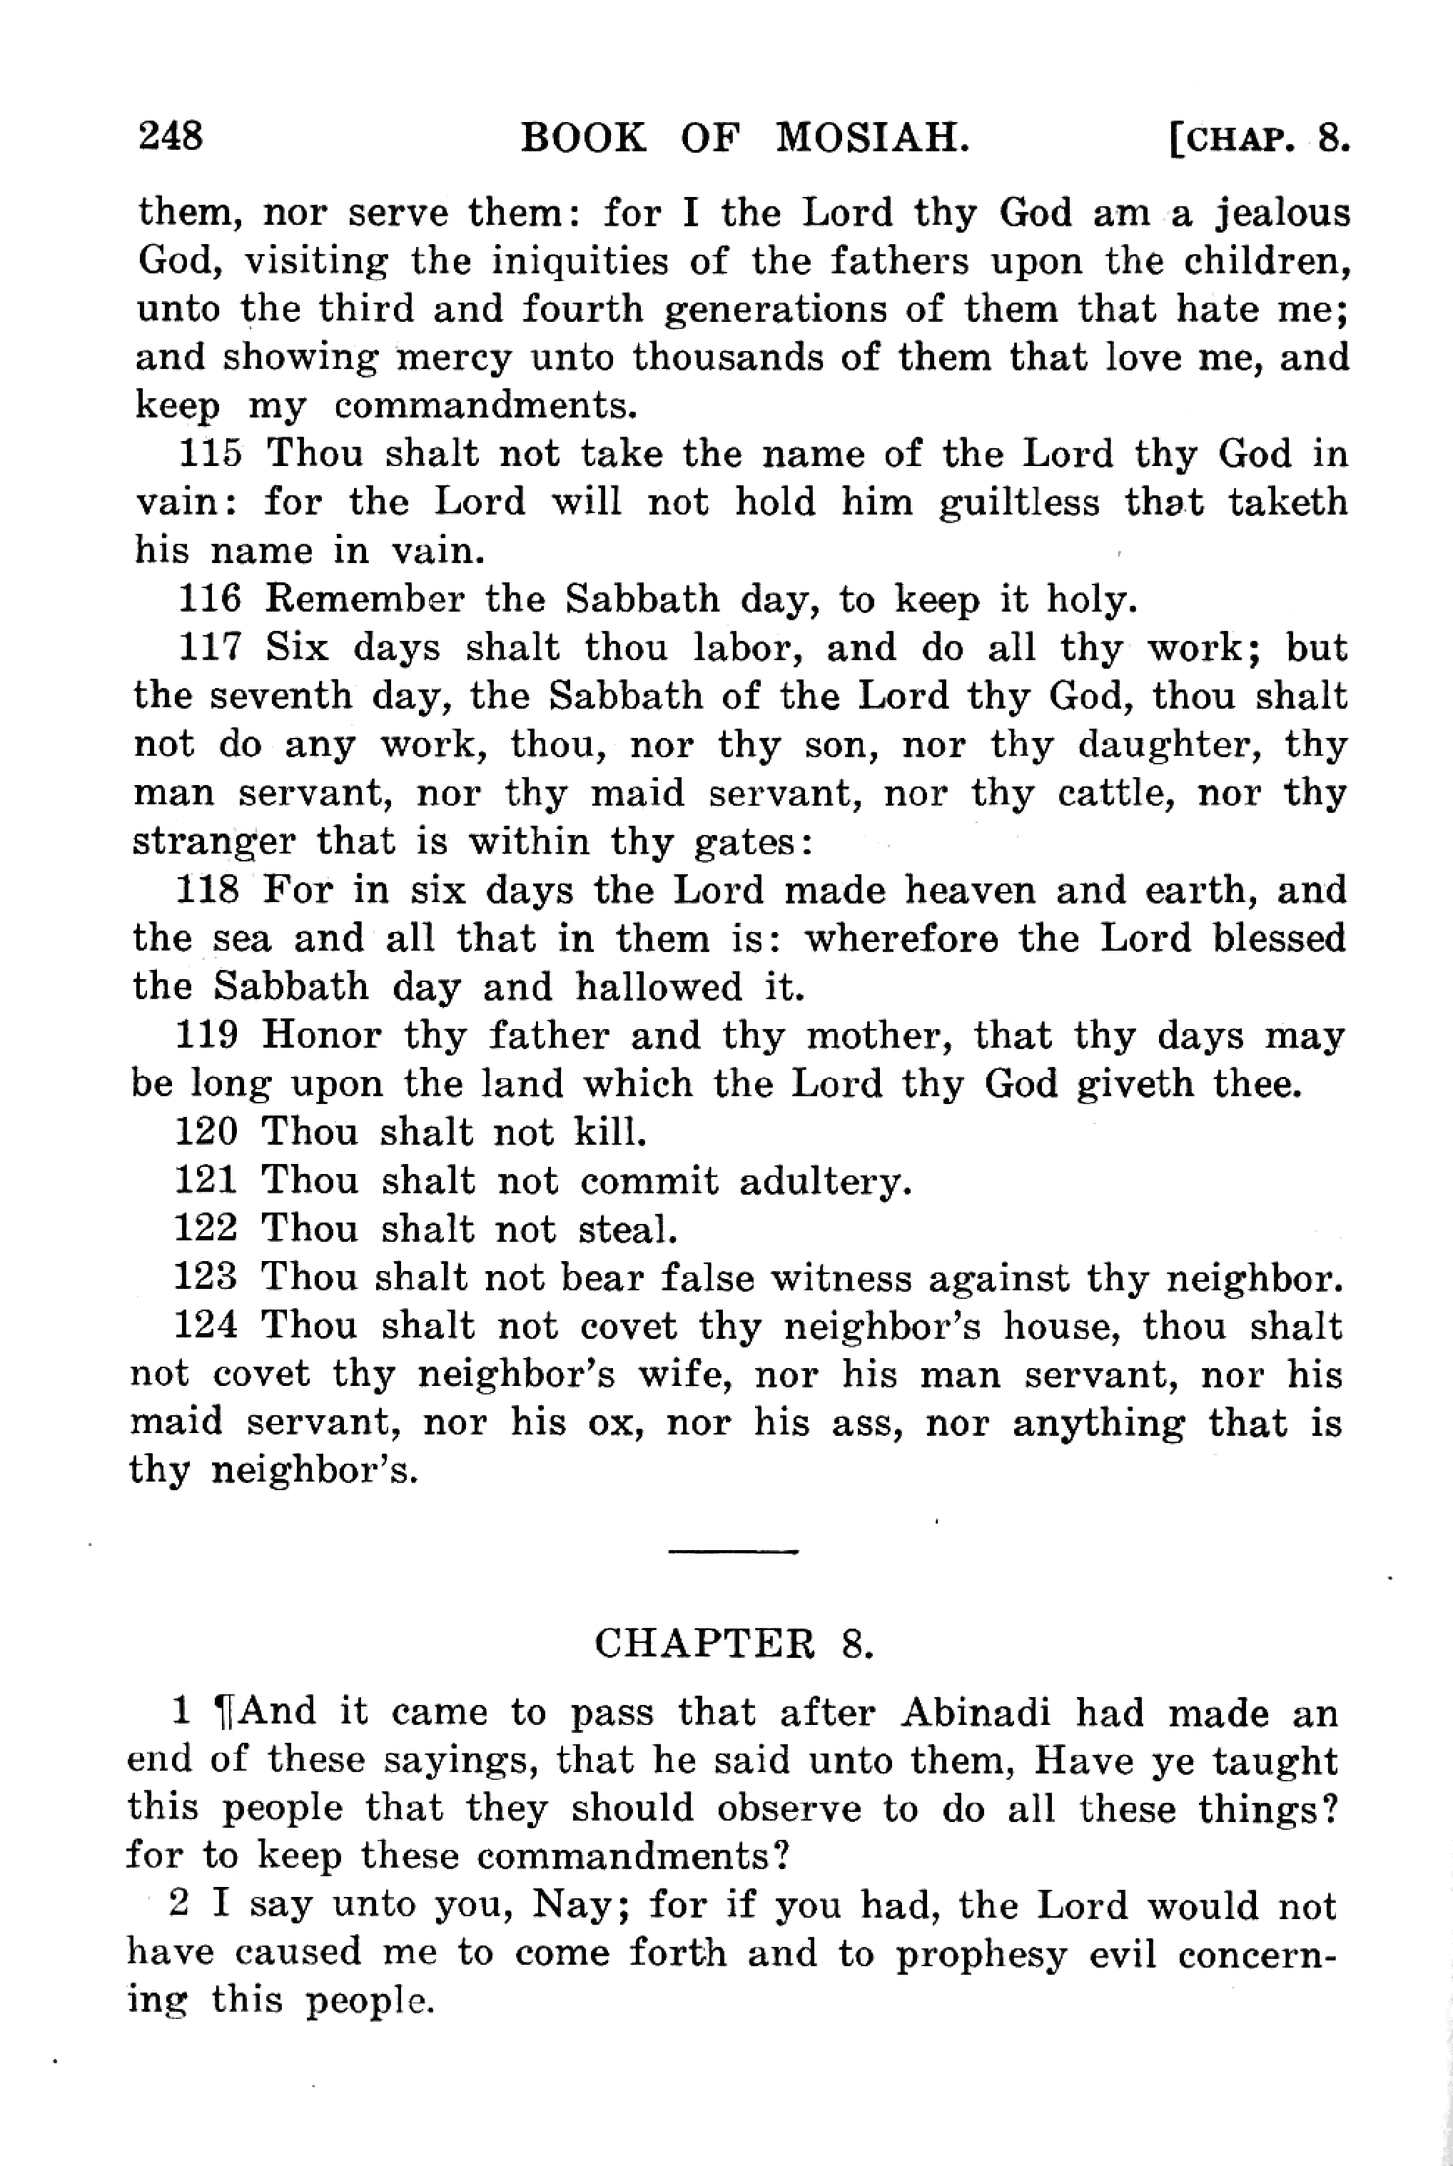 248 BOOK OF MOSIAH. [CHAP. 8.
them, nor serve them: for I the Lord thy God am a jealous
God, visiting the iniquities of the fathers upon the children,
unto the third and fourth generations of them that hate me;
and showing mercy unto thousands of them that love me, and
keep my commandments.
115 Thou shalt not take the name of the Lord thy God in
vain: for the Lord will not hold him guiltless that taketh
his name in vain.
116 Remember the Sabbath day, to keep it holy.
117 Six days shalt thou labor, and do all thy work; but
the seventh day, the Sabbath of the Lord thy God, thou shalt
not do any work, thou, nor thy son, nor thy daughter, thy
man servant, nor thy maid servant, nor thy cattle, nor thy
stranger that is within thy gates:
118 For in six days the Lord made heaven and earth, and
the sea and all that in them is: wherefore the Lord blessed
the Sabbath day and hallowed it.
119 Honor thy father and thy mother, that thy days may
be long upon the land which the Lord thy God giveth thee.
120 Thou shalt not kill.
121 Thou shalt not commit adultery.
122 Thou shalt not steal.
123 Thou shalt not bear false witness against thy neighbor.
124 Thou shalt not covet thy neighbor's house, thou shalt
not covet thy neighbor's wife, nor his man servant, nor his
maid servant, nor his ox, nor his ass, nor anything that is
thy neighbor's.
CHAPTER 8.
1 ¶And it came to pass that after Abinadi had made an
end of these sayings, that he said unto them, Have ye taught
this people that they should observe to do all these things?
for to keep these commandments?
2 I say unto you, Nay; for if you had, the Lord would not
have caused me to come forth and to prophesy evil concern-
ing this people.